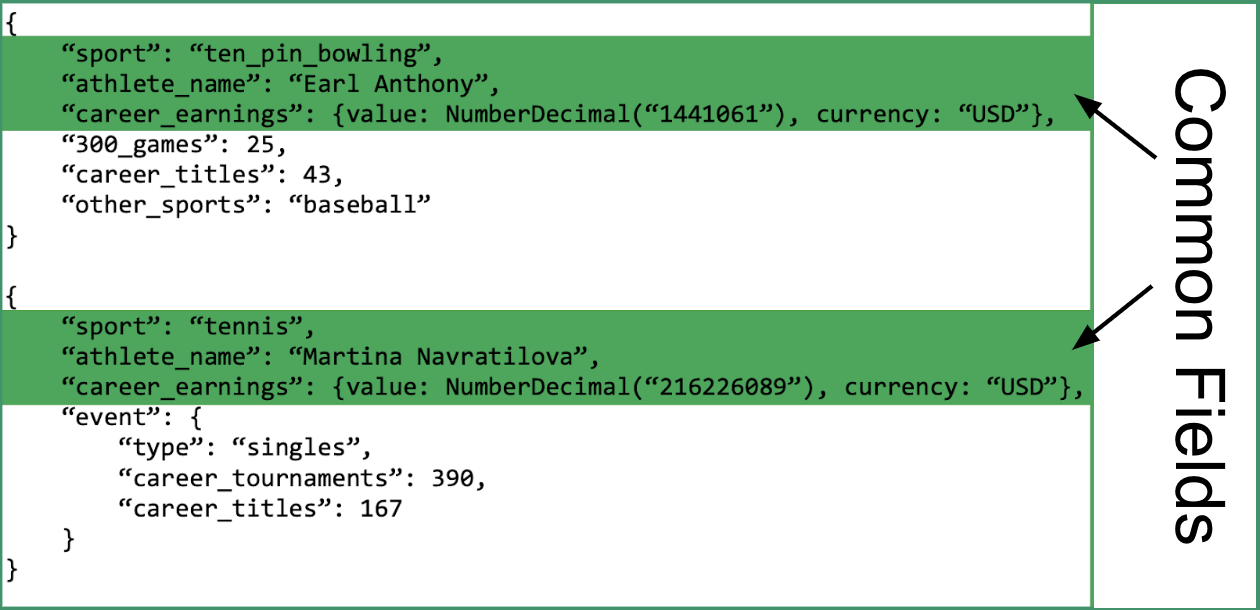 {
    “sport”: “ten_pin_bowling”,
    “athlete_name”: “Earl Anthony”,
    “career_earnings”: {value: NumberDecimal(“1441061”), currency: “USD”},
    “300_games”: 25,
    “career_titles”: 43,
    “other_sports”: “baseball”
}
{
    “sport”: “tennis”,
    “athlete_name”: “Martina Navratilova”,
    “career_earnings”: {value: NumberDecimal(“216226089”), currency: “USD”},
    “event”: {
        “type”: “singles”,
        “career_tournaments”: 390,
        “career_titles”: 167
    }
}
Common Fields